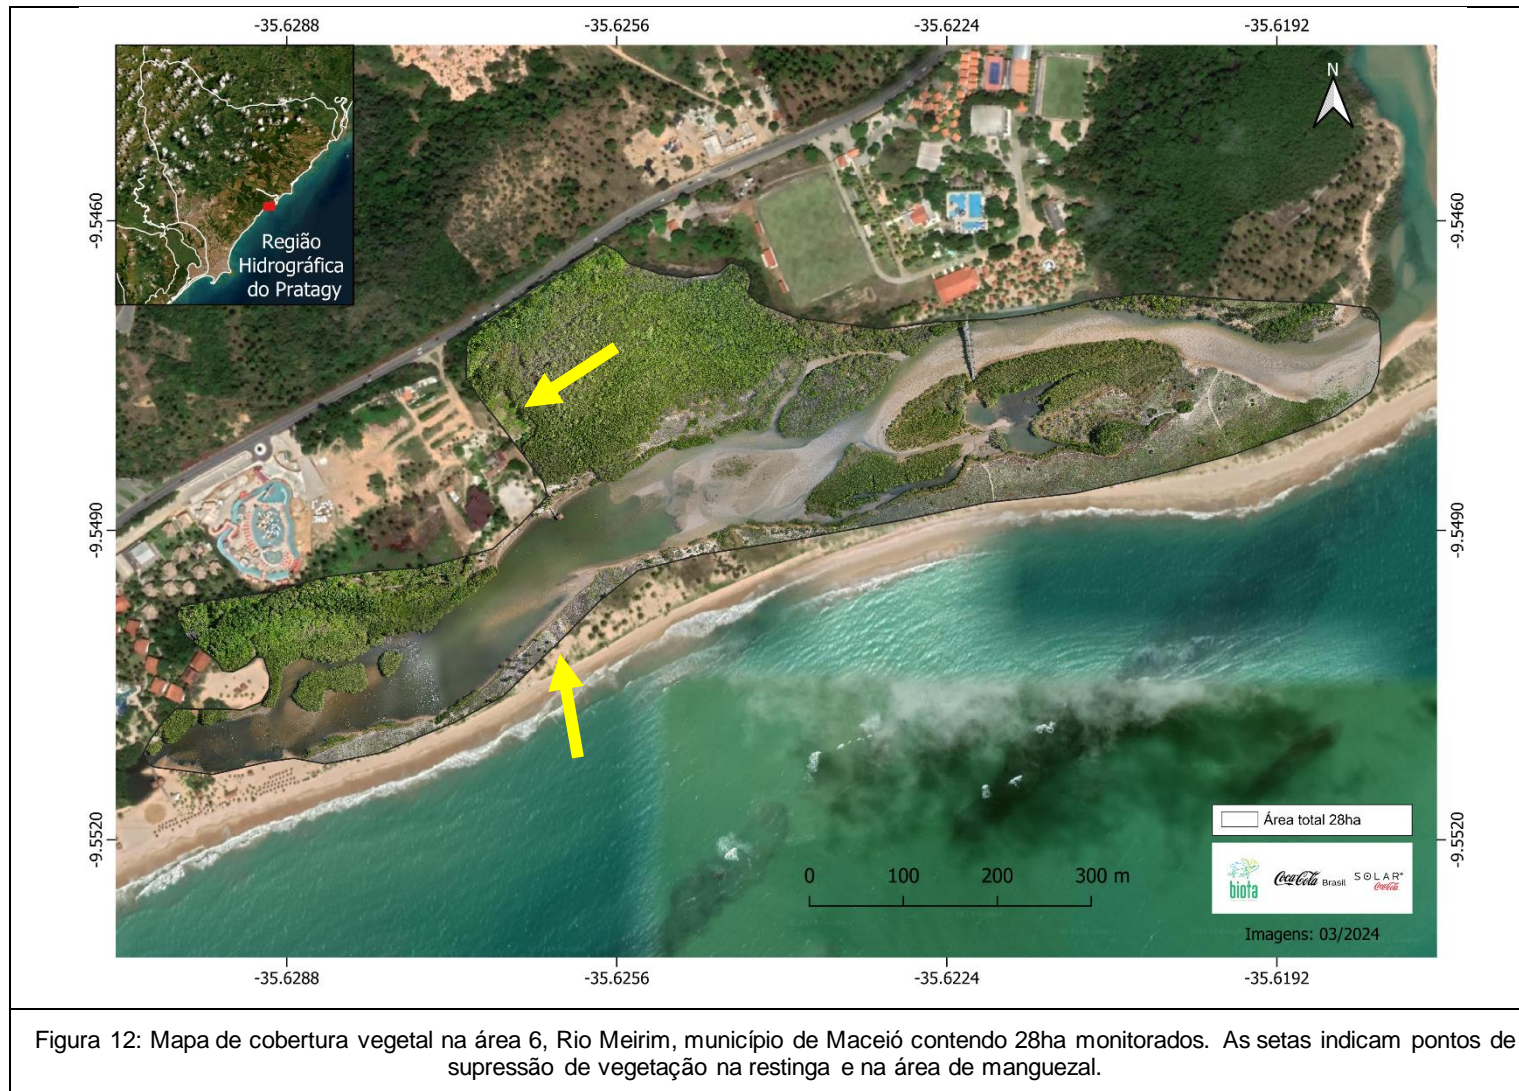 -35.6288
-35.6256
-35.6224
-35.6192
N
Região
Hidrográfica
do Pratagy
-9.5460
-9.5460
-9.5490
-9.5490
-9.5520
-9.5520
Área total 28ha
0 100 200 300 m
biota
Coca-Cola Brasil
SOLAR
Coca-Cola
Imagens: 03/2024
-35.6288
-35.6256
-35.6224
-35.6192
Figura 12: Mapa de cobertura vegetal na área 6, Rio Meirim, município de Maceió contendo 28ha monitorados. As setas indicam pontos de
supressão de vegetação na restinga e na área de manguezal.